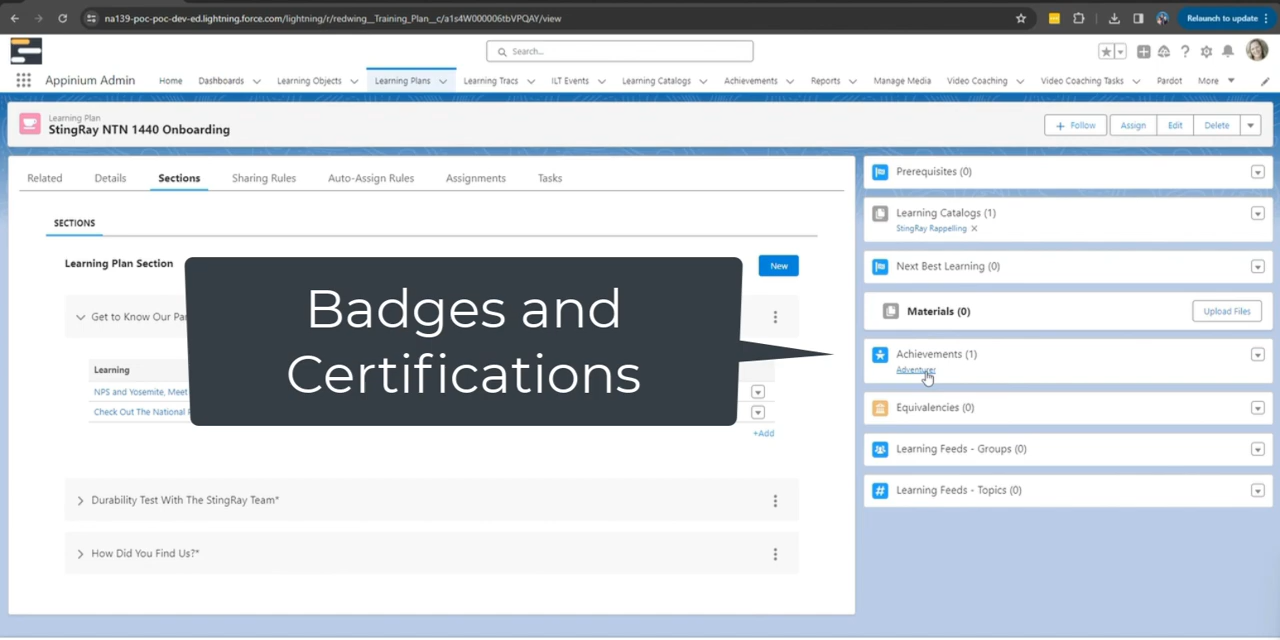 na139-poc-poc-dev-ed.lightning.force.com/lightning/r/redwing__Training_Plan__c/a1s4W000006tbVPQAY/view
Relaunch to update
Search...
Appinium Admin
Home
Dashboards
Learning Objects
Learning Plans
Learning Tracs
ILT Events
Learning Catalogs
Achievements
Reports
Manage Media
Video Coaching
Video Coaching Tasks
Pardot
More
Learning Plan
StingRay NTN 1440 Onboarding
+ Follow
Assign
Edit
Delete
Related
Details
Sections
Sharing Rules
Auto-Assign Rules
Assignments
Tasks
SECTIONS
Learning Plan Section
New
Get to Know Our
Learning
NPS and Yosemite, Meet
Check Out The National
+Add
Durability Test With The StingRay Team*
How Did You Find Us?*
Badges and
Certifications
Prerequisites (0)
Learning Catalogs (1)
StingRay Rappelling
Next Best Learning (0)
Materials (0)
Upload Files
Achievements (1)
Adventurer
Equivalencies (0)
Learning Feeds - Groups (0)
Learning Feeds - Topics (0)